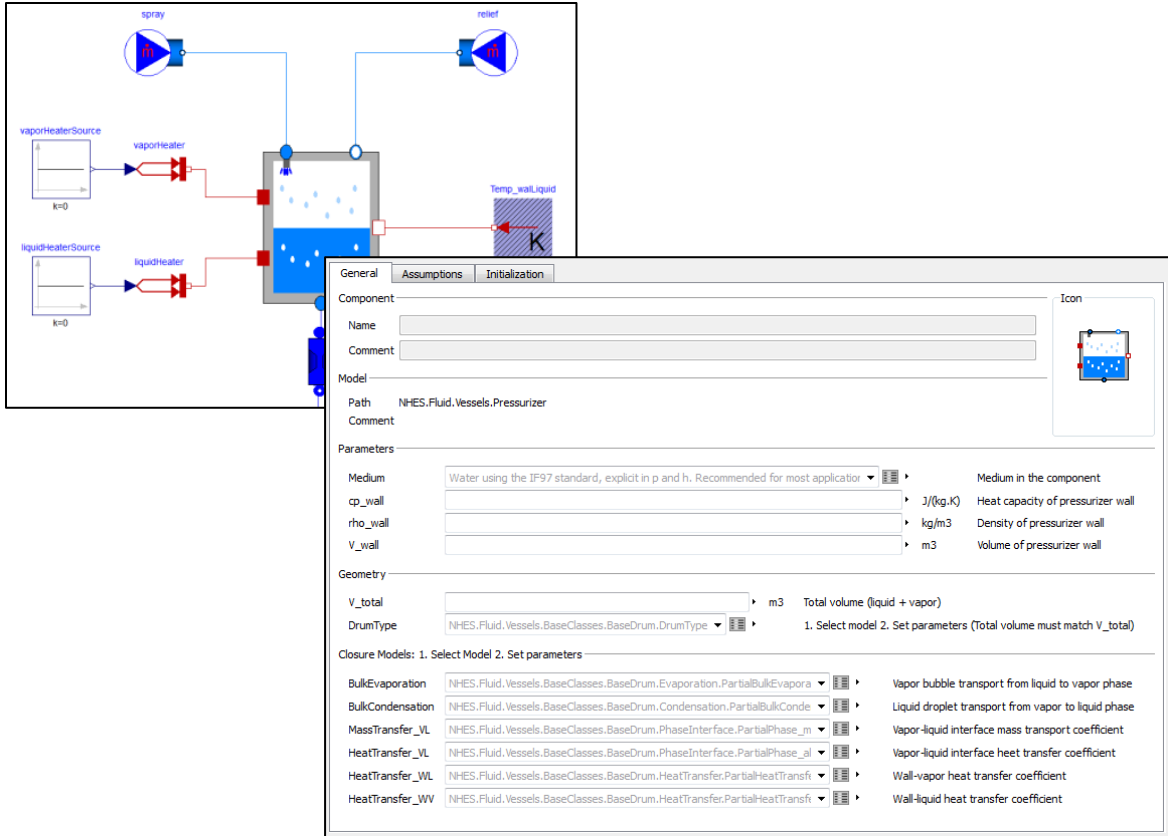 spray
relief
ṁ
ṁ
vaporHeaterSource
vaporHeater
k=0
Temp_walLiquid
K
liquidHeaterSource
liquidHeater
k=0
General Assumptions Initialization
Component
Icon
Name
Comment
Model
Path NHES.Fluid.Vessels.Pressurizer
Comment
Parameters
Medium Water using the IF97 standard, explicit in p and h. Recommended for most application Medium in the component
cp_wall J/(kg.K) Heat capacity of pressurizer wall
rho_wall kg/m3 Density of pressurizer wall
V_wall m3 Volume of pressurizer wall
Geometry
V_total m3 Total volume (liquid + vapor)
DrumType NHES.Fluid.Vessels.BaseClasses.BaseDrum.DrumType 1. Select model 2. Set parameters (Total volume must match V_total)
Closure Models: 1. Select Model 2. Set parameters
BulkEvaporation NHES.Fluid.Vessels.BaseClasses.BaseDrum.Evaporation.PartialBulkEvapora Vapor bubble transport from liquid to vapor phase
BulkCondensation NHES.Fluid.Vessels.BaseClasses.BaseDrum.Condensation.PartialBulkConde Liquid droplet transport from vapor to liquid phase
MassTransfer_VL NHES.Fluid.Vessels.BaseClasses.BaseDrum.PhaseInterface.PartialPhase_m Vapor-liquid interface mass transport coefficient
HeatTransfer_VL NHES.Fluid.Vessels.BaseClasses.BaseDrum.PhaseInterface.PartialPhase_al Vapor-liquid interface heet transfer coefficient
HeatTransfer_WL NHES.Fluid.Vessels.BaseClasses.BaseDrum.HeatTransfer.PartialHeatTransfe Wall-vapor heat transfer coefficient
HeatTransfer_WV NHES.Fluid.Vessels.BaseClasses.BaseDrum.HeatTransfer.PartialHeatTransfe Wall-liquid heat transfer coefficient